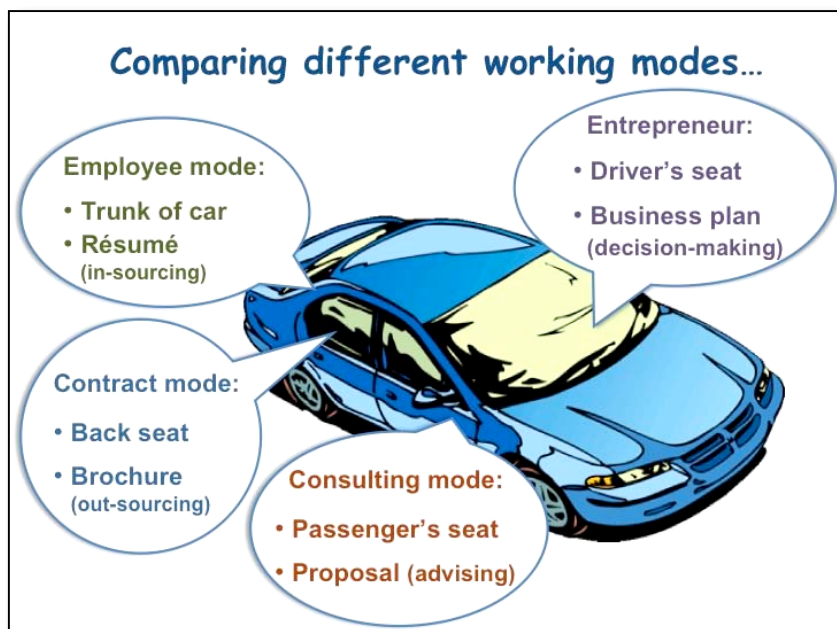 Comparing different working modes…
Employee mode:
• Trunk of car
• Résumé
(in-sourcing)
Entrepreneur:
• Driver's seat
• Business plan
(decision-making)
Contract mode:
• Back seat
• Brochure
(out-sourcing)
Consulting mode:
• Passenger's seat
• Proposal (advising)